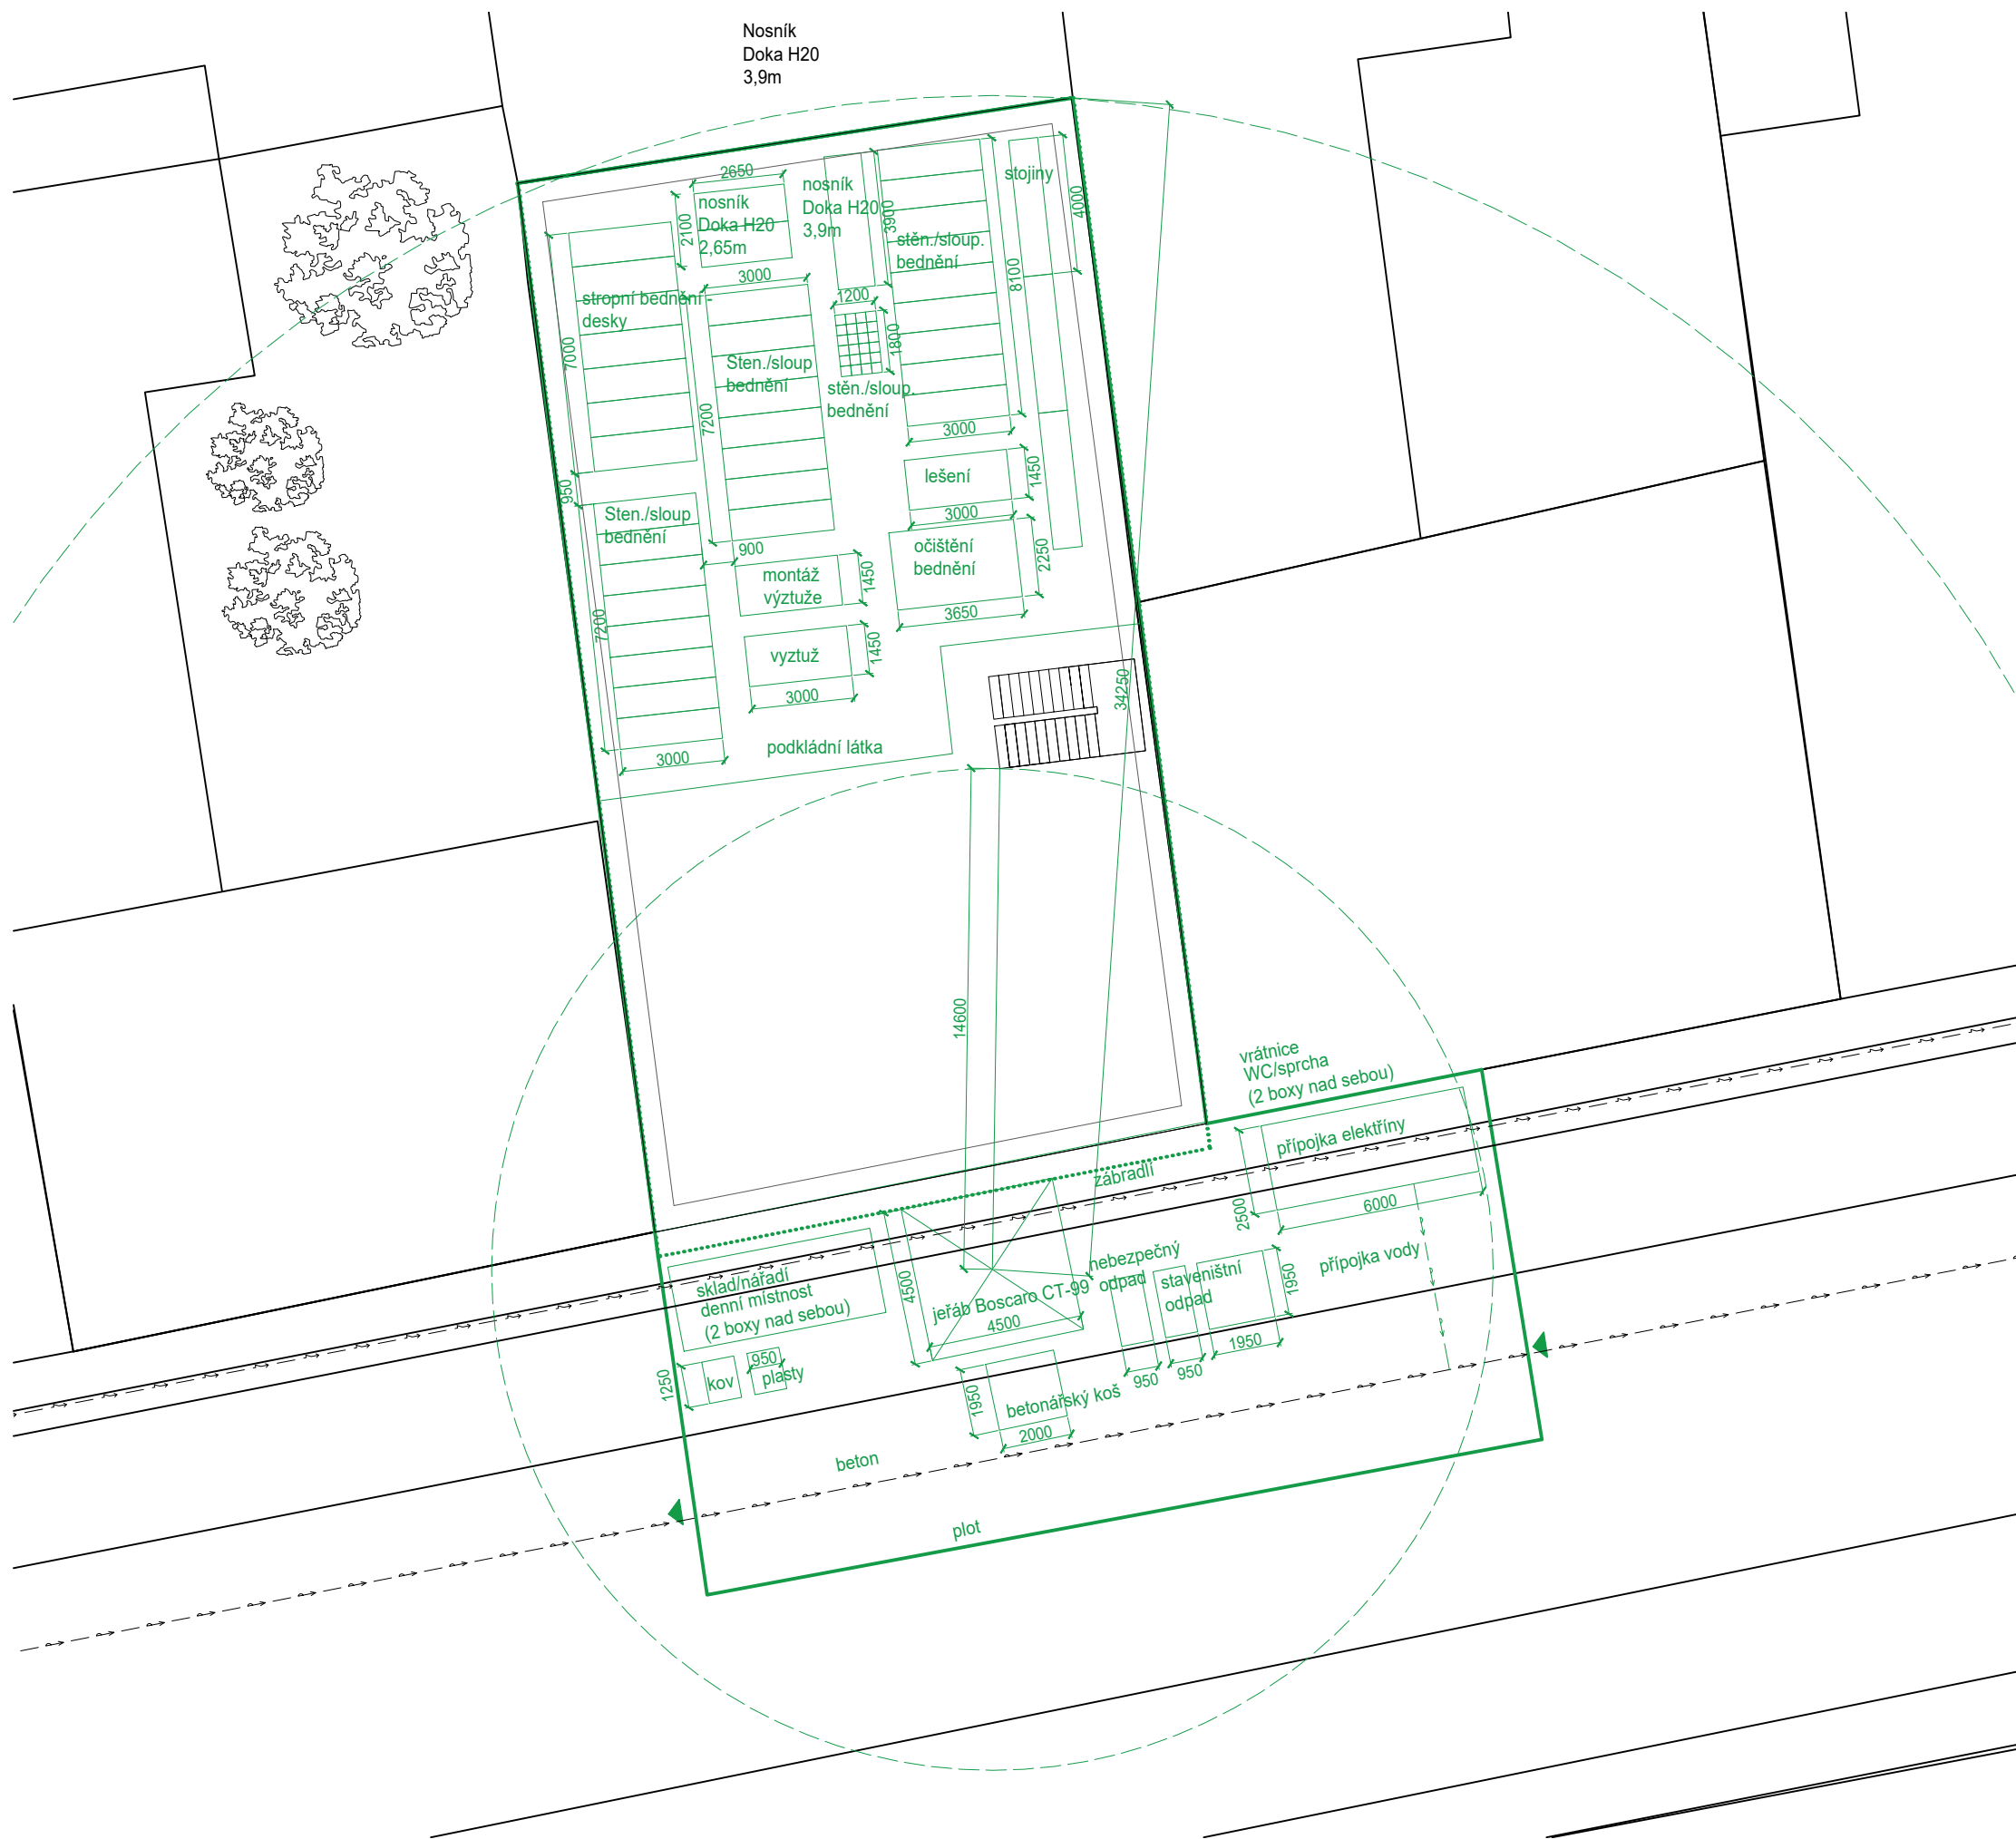 Nosník
Doka H20
3,9m
2650
nosník
Doka H20
2,65m
2100
nosník
Doka H20
3,9m
3900
stojiny
4000
stěn./sloup.
bednění
8100
3000
1200
1800
stropní bednění -
desky
7000
Sten./sloup
bednění
7200
stěn./sloup.
bednění
3000
lešení
1450
3000
950
Sten./sloup
bednění
900
očištění
bednění
2250
montáž
výztuže
1450
3650
7200
vyztuž
1450
3000
34250
podkládní látka
3000
14600
vrátnice
WC/sprcha
(2 boxy nad sebou)
přípojka elektříny
zábradlí
2500
6000
sklad/nářadí
denní místnost
(2 boxy nad sebou)
4500
jeřáb Boscaro CT-99
4500
nebezpečný
odpad
staveništní
odpad
1950
přípojka vody
1950
950
950
1250
kov
950
plasty
1950
betonářský koš
2000
beton
plot